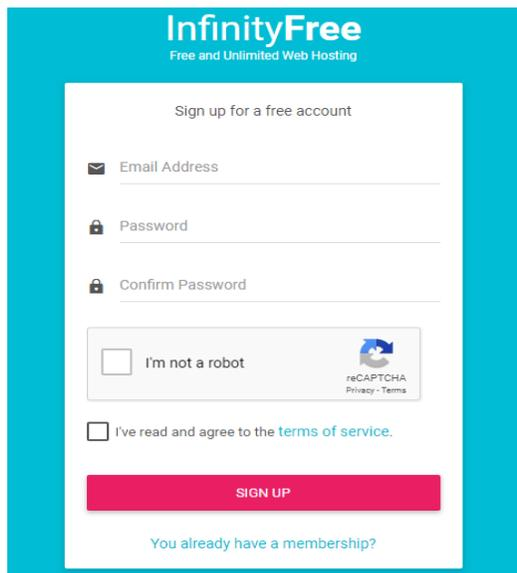 InfinityFree
Free and Unlimited Web Hosting
Sign up for a free account
Email Address
Password
Confirm Password
I'm not a robot
reCAPTCHA
Privacy - Terms
I've read and agree to the terms of service.
SIGN UP
You already have a membership?